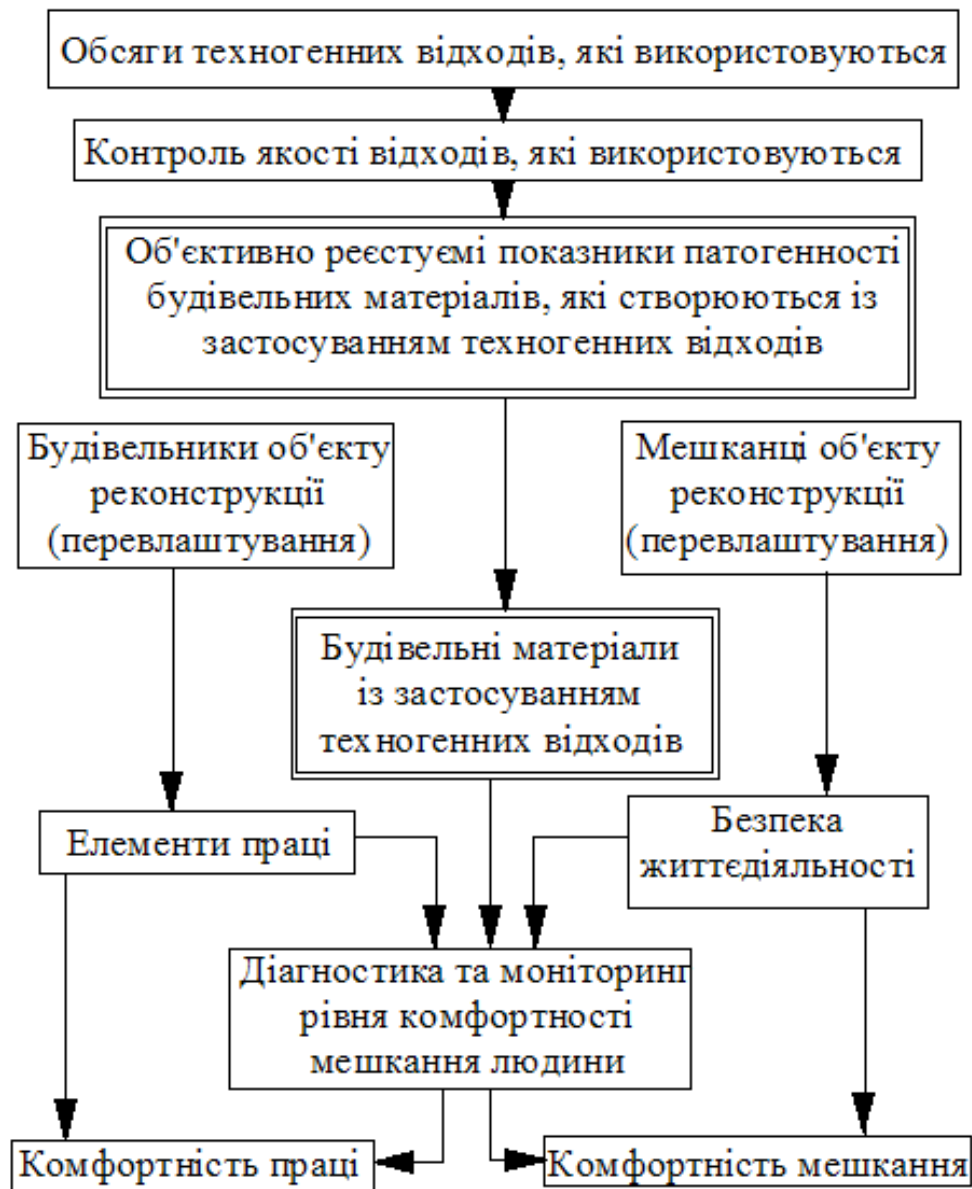 Обсяги техногенних відходів, які використовуються
Контроль якості відходів, які використовуються
Об'єктивно реєстуємі показники патогенності
будівельних матеріалів, які створюються із
застосуванням техногенних відходів
Будівельники об'єкту
реконструкції
(перевлаштування)
Мешканці об'єкту
реконструкції
(перевлаштування)
Будівельні матеріали
із застосуванням
техногенних відходів
Елементи праці
Безпека
життєдіяльності
Діагностика та моніторинг
рівня комфортності
мешкання людини
Комфортність праці
Комфортність мешкання